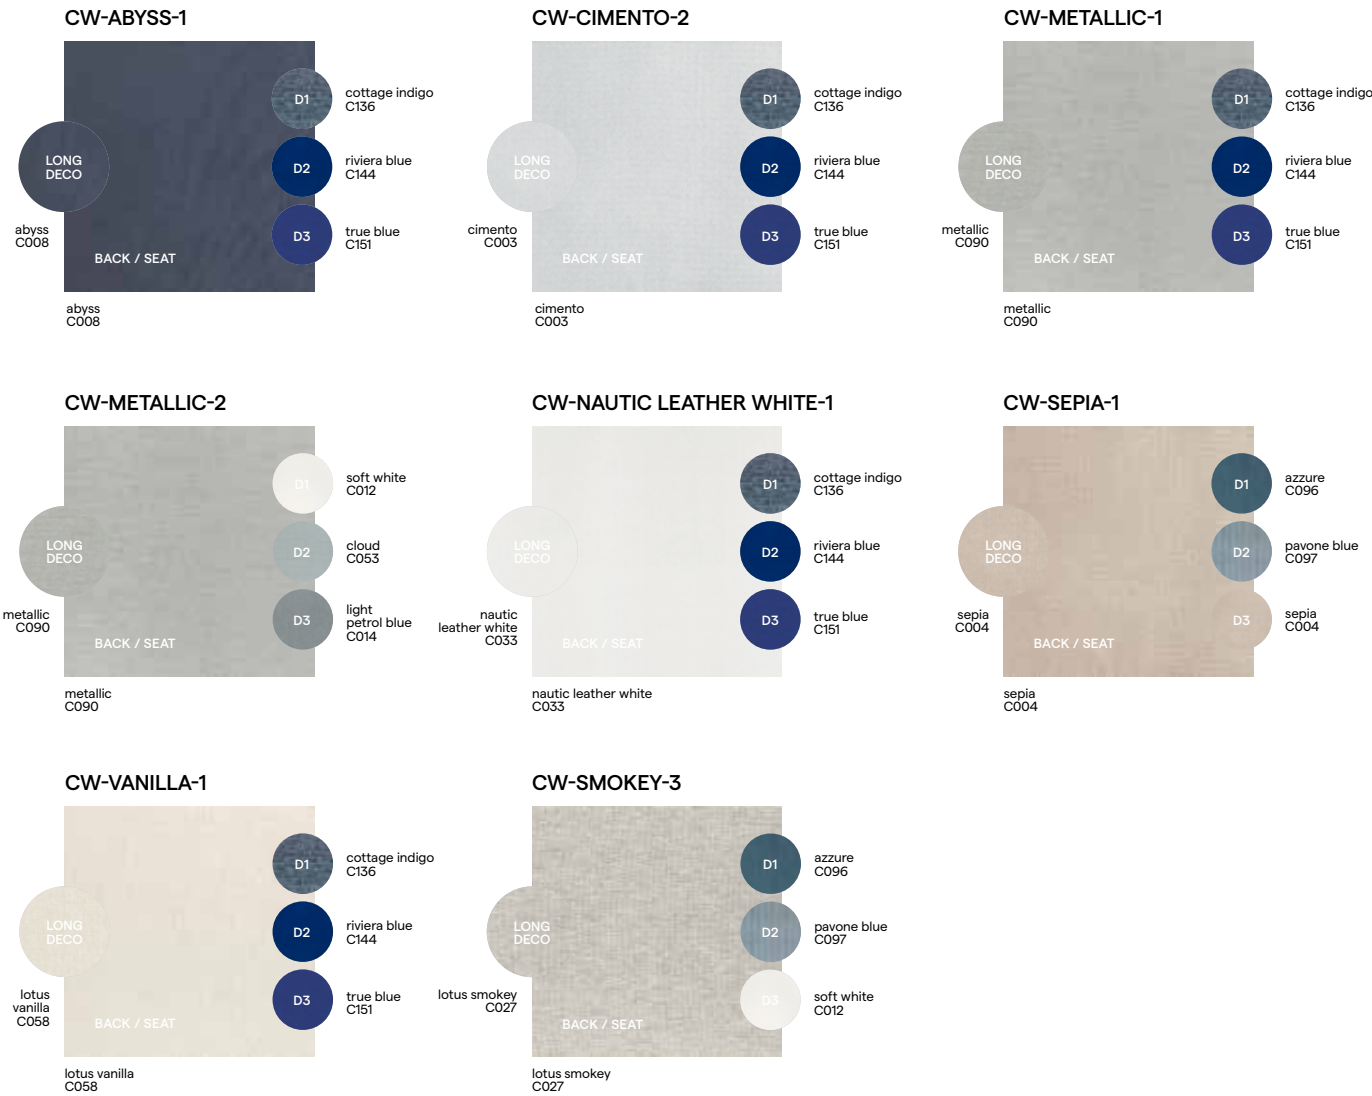 CW-ABYSS-1
LONG
DECO
abyss
C008
D1
cottage indigo
C136
D2
riviera blue
C144
D3
true blue
C151
BACK / SEAT
abyss
C008
CW-CIMENTO-2
LONG
DECO
cimento
C003
D1
cottage indigo
C136
D2
riviera blue
C144
D3
true blue
C151
BACK / SEAT
cimento
C003
CW-METALLIC-1
LONG
DECO
metallic
C090
D1
cottage indigo
C136
D2
riviera blue
C144
D3
true blue
C151
BACK / SEAT
metallic
C090
CW-METALLIC-2
LONG
DECO
metallic
C090
D1
soft white
C012
D2
cloud
C053
D3
light
petrol blue
C014
BACK / SEAT
metallic
C090
CW-NAUTIC LEATHER WHITE-1
LONG
DECO
nautic
leather white
C033
D1
cottage indigo
C136
D2
riviera blue
C144
D3
true blue
C151
BACK / SEAT
nautic leather white
C033
CW-SEPIA-1
LONG
DECO
sepia
C004
D1
azzure
C096
D2
pavone blue
C097
D3
sepia
C004
BACK / SEAT
sepia
C004
CW-VANILLA-1
LONG
DECO
lotus
vanilla
C058
D1
cottage indigo
C136
D2
riviera blue
C144
D3
true blue
C151
BACK / SEAT
lotus vanilla
C058
CW-SMOKEY-3
LONG
DECO
lotus smokey
C027
D1
azzure
C096
D2
pavone blue
C097
D3
soft white
C012
BACK / SEAT
lotus smokey
C027